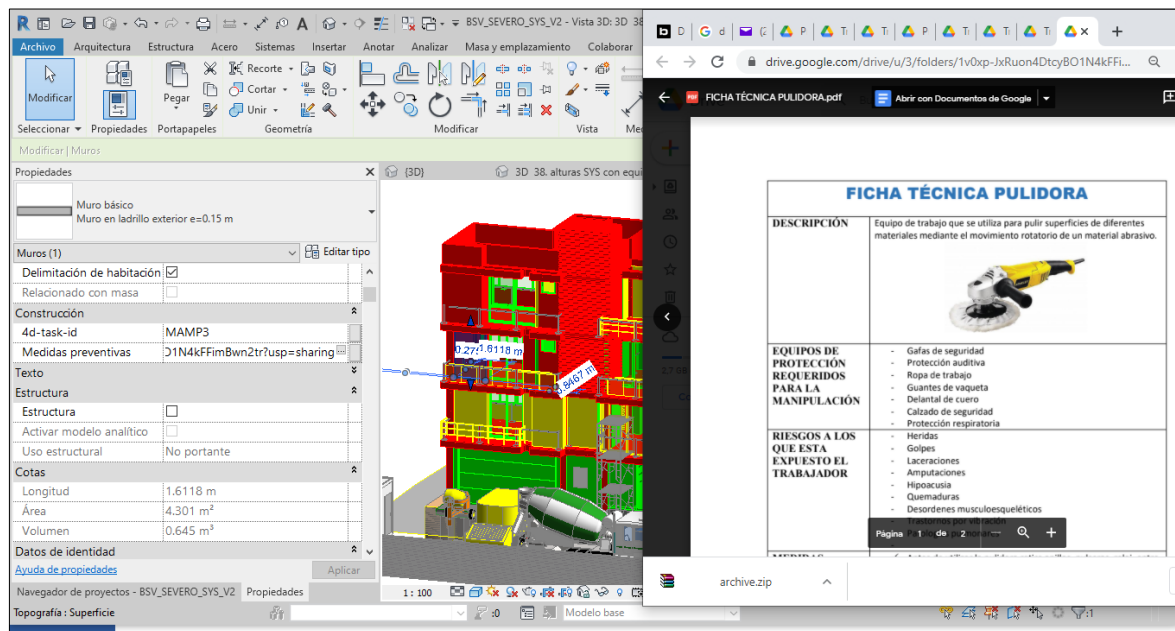 BSV_SEVERO_SYS_V2 - Vista 3D: 3D 38
Archivo Arquitectura Estructura Acero Sistemas Insertar Anotar Analizar Masa y emplazamiento Colaborar
Modificar
Pegar
Recorte
Cortar
Unir
Seleccionar Propiedades Portapapeles Geometría Modificar Vista
Modificar | Muros
Propiedades
{3D}
3D 38. alturas SYS con equi
Muro básico
Muro en ladrillo exterior e=0.15 m
Muros (1)
Editar tipo
Delimitación de habitación
Relacionado con masa
Construcción
4d-task-id MAMP3
Medidas preventivas D1N4kFFimBwn2tr?usp=sharing
Texto
Estructura
Estructura
Activar modelo analítico
Uso estructural No portante
Cotas
Longitud 1.6118 m
Área 4.301 m²
Volumen 0.645 m³
Datos de identidad
Ayuda de propiedades
Aplicar
Navegador de proyectos - BSV_SEVERO_SYS_V2 Propiedades
1 : 100
Topografía : Superficie
:0
Modelo base
:1
1.6118 m
drive.google.com/drive/u/3/folders/1v0xp-JxRuon4DtcyBO1N4kFFi...
PDF
FICHA TÉCNICA PULIDORA.pdf
Abrir con Documentos de Google
FICHA TÉCNICA PULIDORA
DESCRIPCIÓN
Equipo de trabajo que se utiliza para pulir superficies de diferentes
materiales mediante el movimiento rotatorio de un material abrasivo.
EQUIPOS DE
PROTECCIÓN
REQUERIDOS
PARA LA
MANIPULACIÓN
- Gafas de seguridad
- Protección auditiva
- Ropa de trabajo
- Guantes de vaqueta
- Delantal de cuero
- Calzado de seguridad
- Protección respiratoria
RIESGOS A LOS
QUE ESTA
EXPUESTO EL
TRABAJADOR
- Heridas
- Golpes
- Laceraciones
- Amputaciones
- Hipoacusia
- Quemaduras
- Desordenes musculoesqueléticos
- Trastornos por vibración
Página 1 de 2
archive.zip